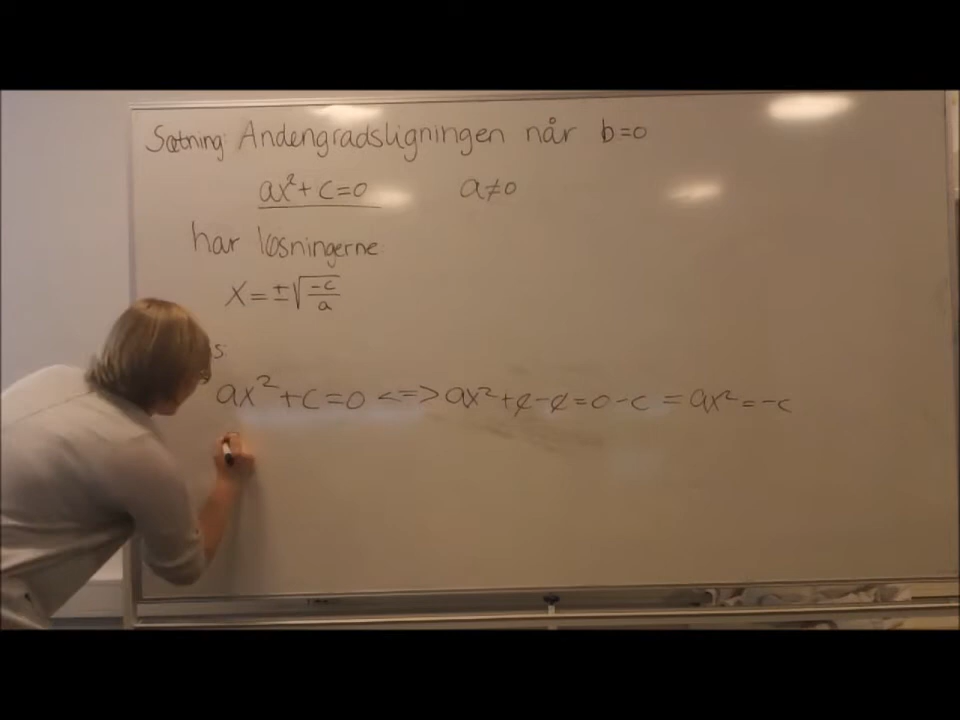 Sætning: Andengradsligningen når b=0
ax²+c=0 a≠0
har løsningerne:
X=±√(-c/a)
s:
ax²+c=0 <=> ax²+c-c=0-c = ax²=-c